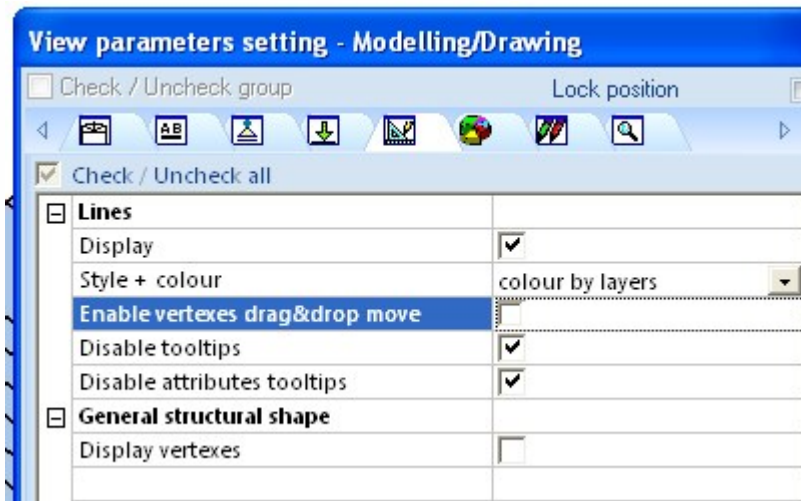 View parameters setting - Modelling/Drawing
Check / Uncheck group Lock position
AB
Check / Uncheck all
Lines
Display
Style + colour colour by layers
Enable vertexes drag&drop move
Disable tooltips
Disable attributes tooltips
General structural shape
Display vertexes